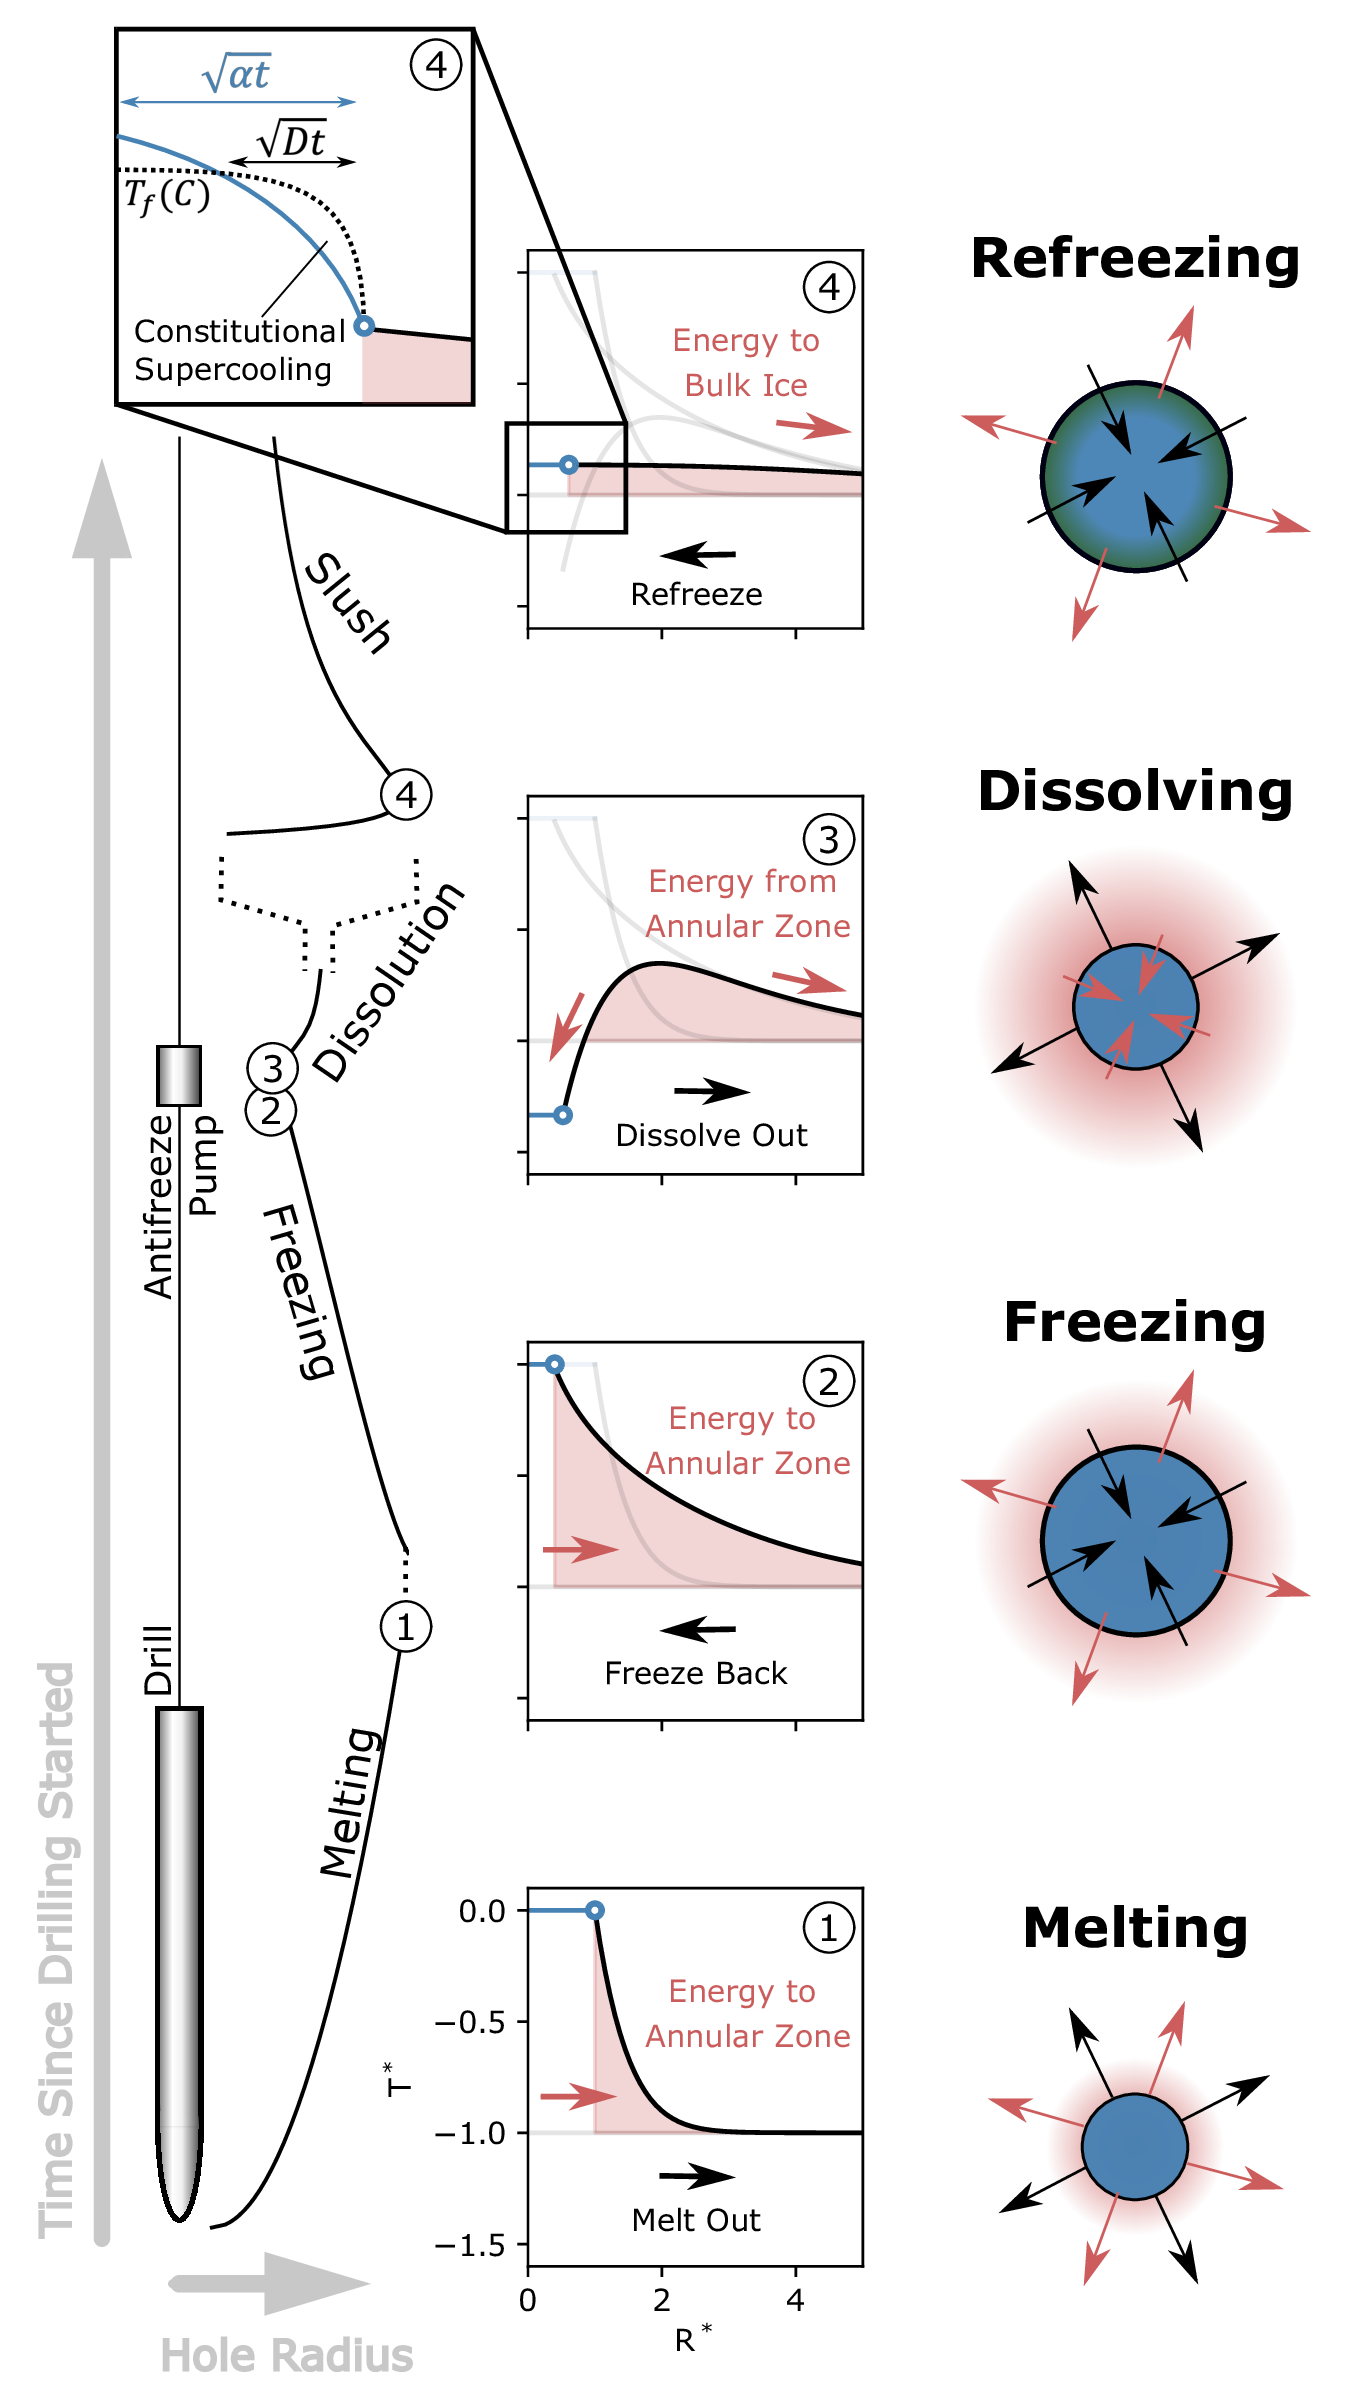 ④
√αt
√Dt
T_f(C)
Constitutional
Supercooling
④
Energy to
Bulk Ice
Refreeze
Refreezing
Slush
④
③
Energy from
Annular Zone
Dissolve Out
Dissolving
Dissolution
③
②
Antifreeze
Pump
Freezing
②
Energy to
Annular Zone
Freeze Back
Freezing
①
Drill
Melting
①
Energy to
Annular Zone
Melt Out
0.0
−0.5
−1.0
−1.5
T*
0 2 4
R*
Melting
Time Since Drilling Started
Hole Radius